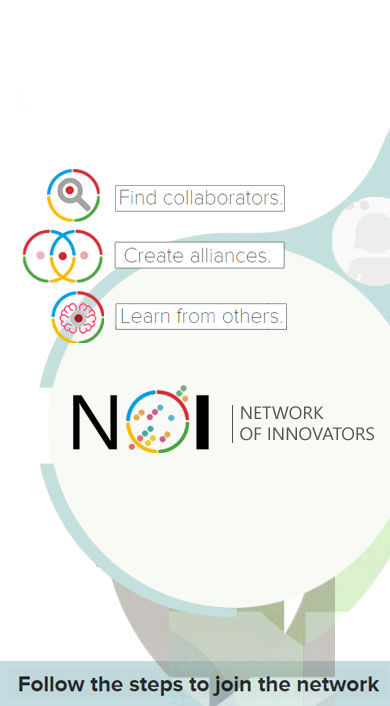 Find collaborators.
Create alliances.
Learn from others.
NOI
NETWORK
OF INNOVATORS
Follow the steps to join the network